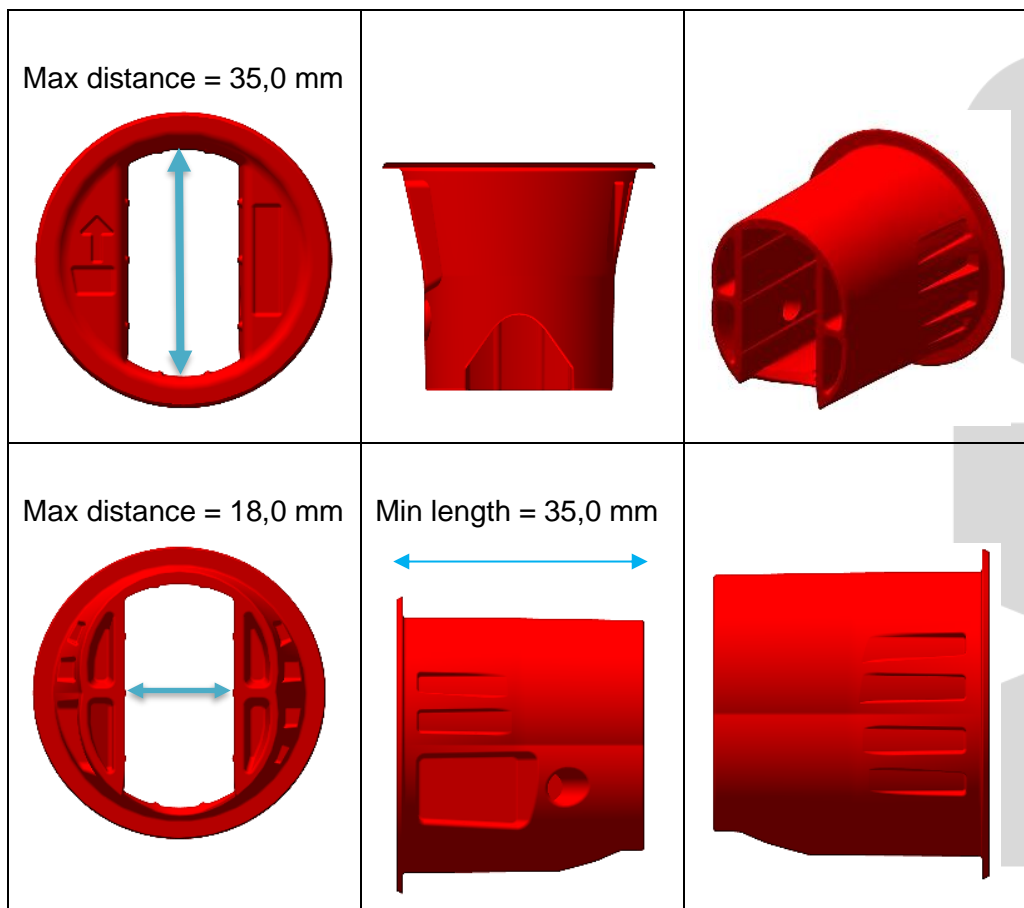 Max distance = 35,0 mm
Max distance = 18,0 mm
Min length = 35,0 mm